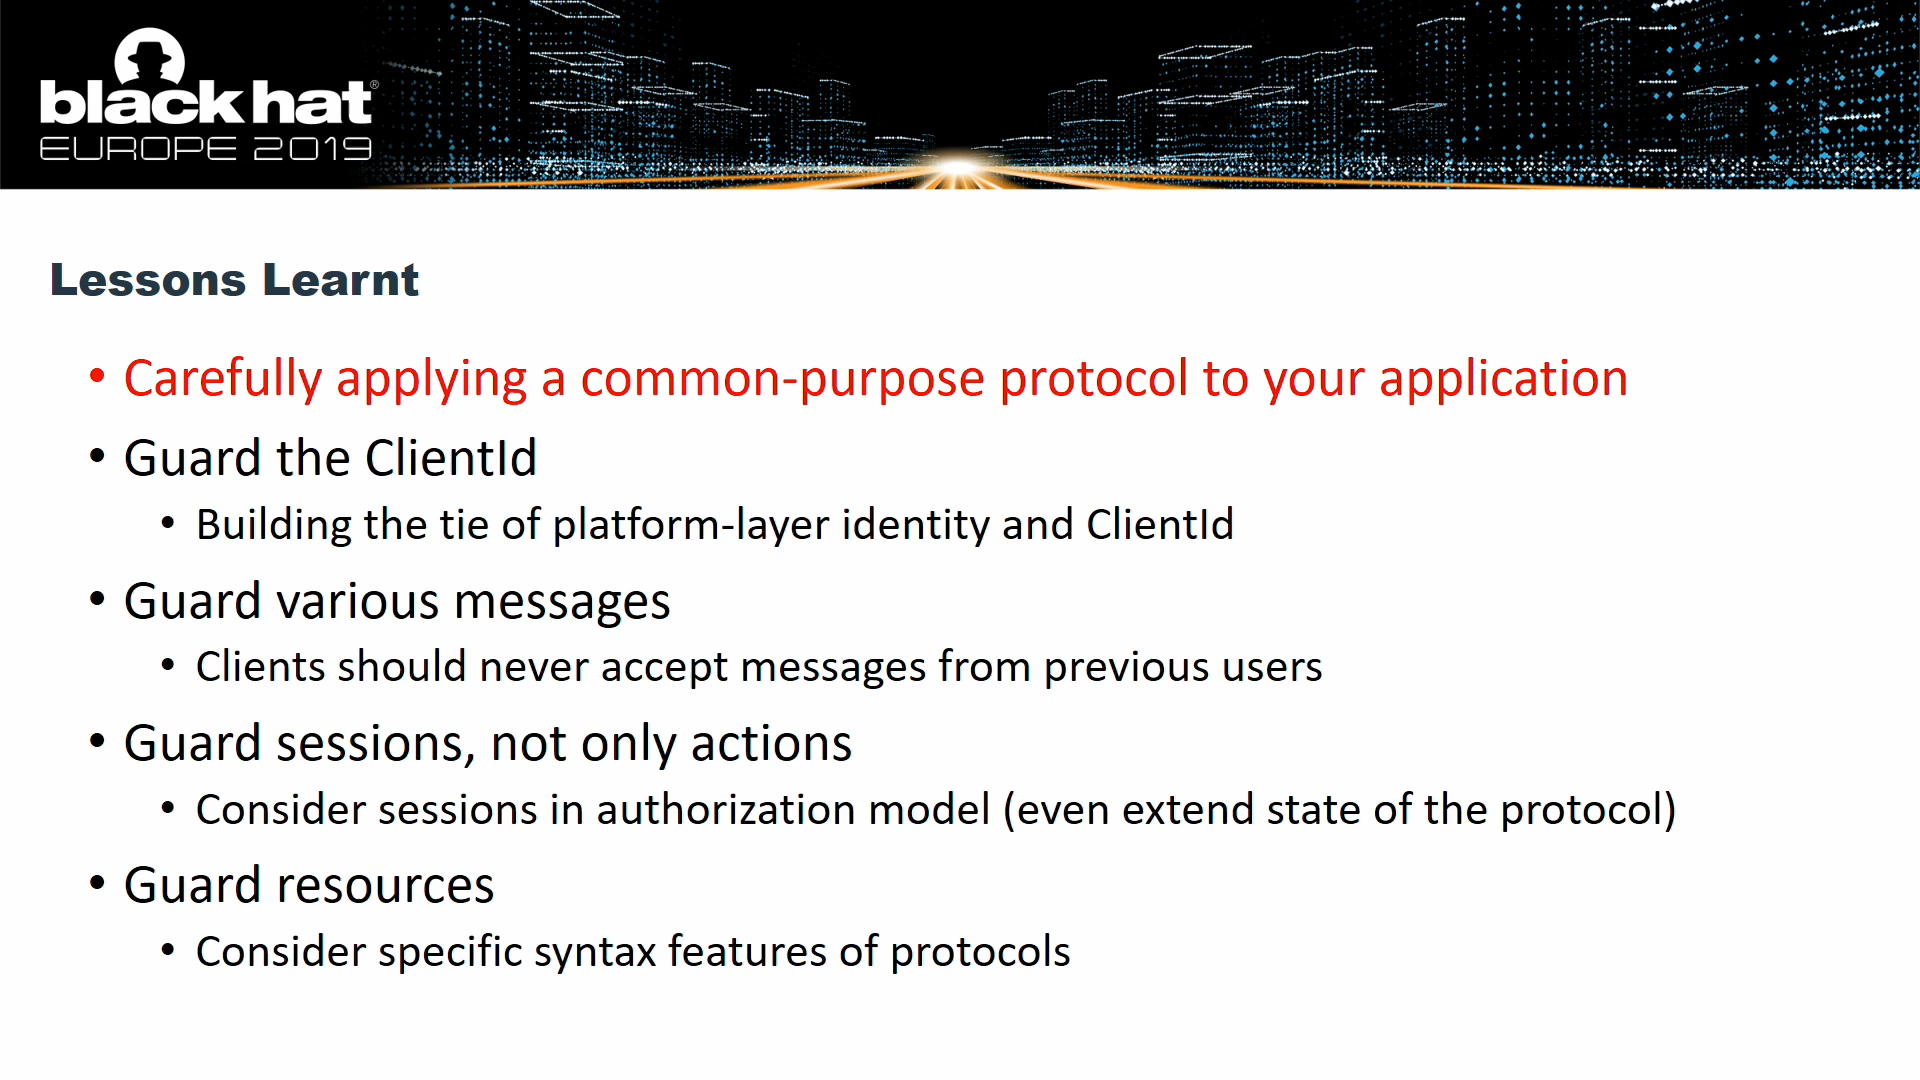 black hat®
EUROPE 2019
Lessons Learnt
• Carefully applying a common-purpose protocol to your application
• Guard the ClientId
• Building the tie of platform-layer identity and ClientId
• Guard various messages
• Clients should never accept messages from previous users
• Guard sessions, not only actions
• Consider sessions in authorization model (even extend state of the protocol)
• Guard resources
• Consider specific syntax features of protocols